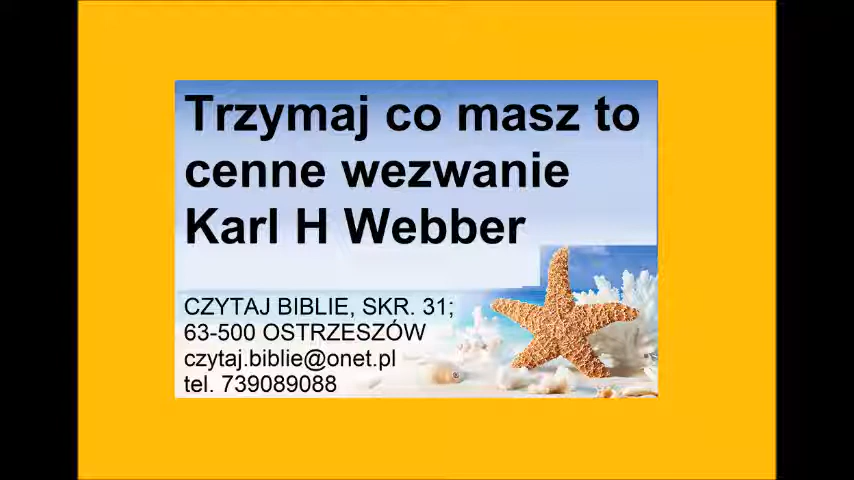 Trzymaj co masz to
cenne wezwanie
Karl H Webber
CZYTAJ BIBLIE, SKR. 31;
63-500 OSTRZESZÓW
czytaj.biblie@onet.pl
tel. 739089088